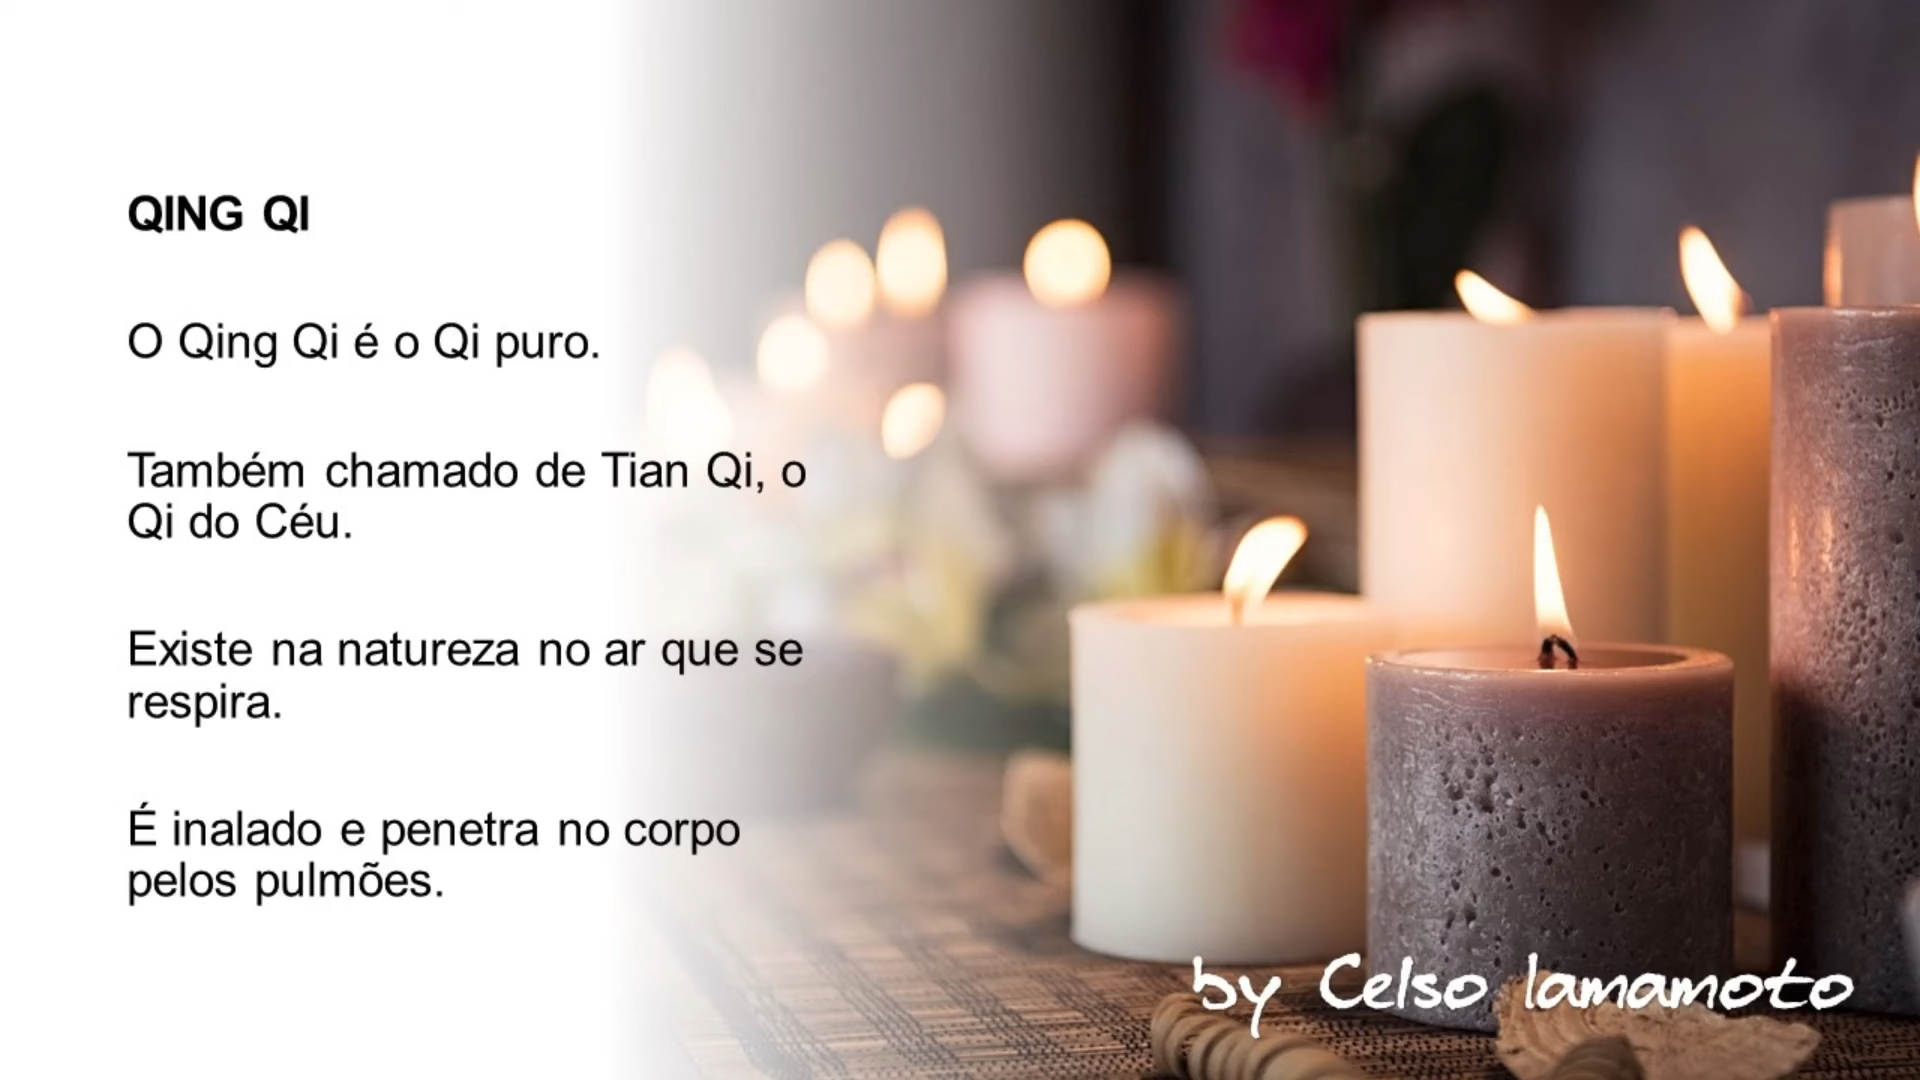 QING QI
O Qing Qi é o Qi puro.
Também chamado de Tian Qi, o
Qi do Céu.
Existe na natureza no ar que se
respira.
É inalado e penetra no corpo
pelos pulmões.
by Celso Iamamoto